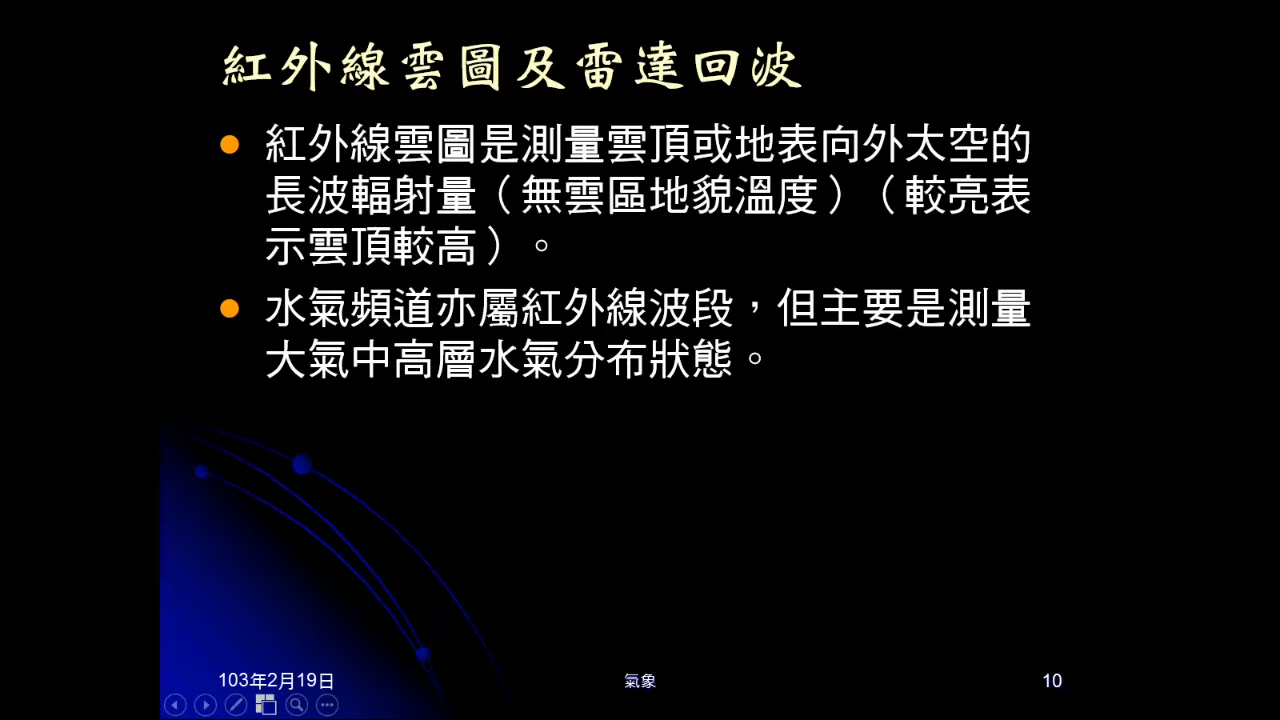 紅外線雲圖及雷達回波
紅外線雲圖是測量雲頂或地表向外太空的
長波輻射量（無雲區地貌溫度）（較亮表
示雲頂較高）。
水氣頻道亦屬紅外線波段，但主要是測量
大氣中高層水氣分布狀態。
103年2月19日
氣象
10